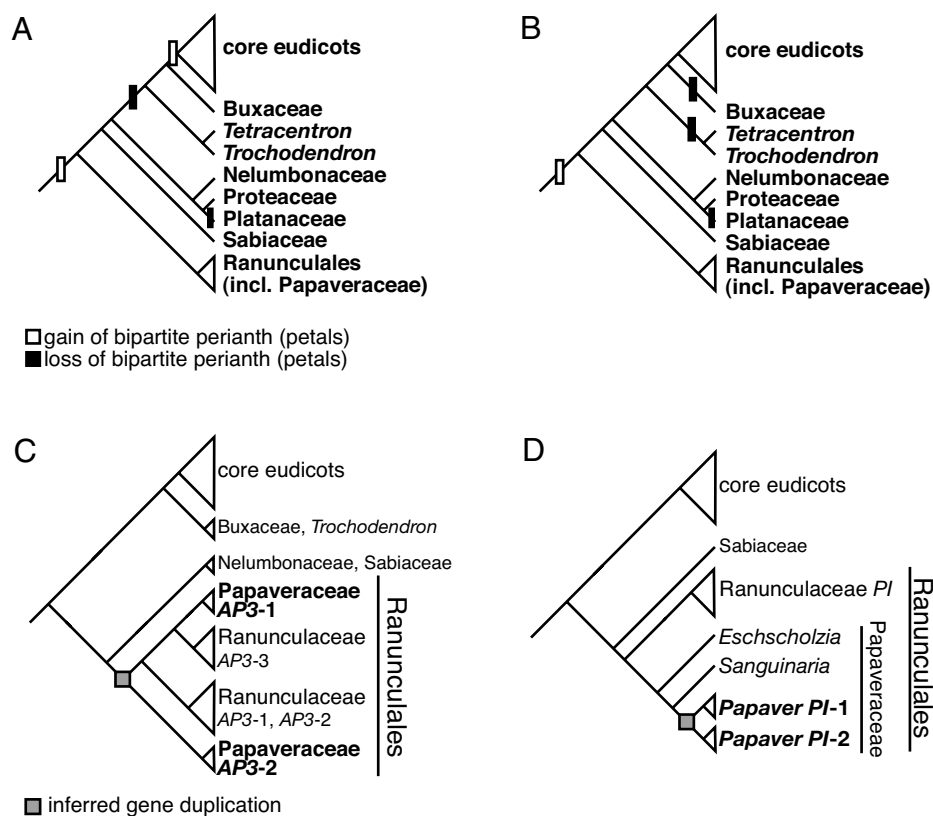 A
core eudicots
Buxaceae
Tetracentron
Trochodendron
Nelumbonaceae
Proteaceae
Platanaceae
Sabiaceae
Ranunculales
(incl. Papaveraceae)
gain of bipartite perianth (petals)
loss of bipartite perianth (petals)
B
core eudicots
Buxaceae
Tetracentron
Trochodendron
Nelumbonaceae
Proteaceae
Platanaceae
Sabiaceae
Ranunculales
(incl. Papaveraceae)
C
core eudicots
Buxaceae, Trochodendron
Nelumbonaceae, Sabiaceae
Papaveraceae
AP3-1
Ranunculaceae
AP3-3
Ranunculaceae
AP3-1, AP3-2
Papaveraceae
AP3-2
Ranunculales
inferred gene duplication
D
core eudicots
Sabiaceae
Ranunculaceae PI
Eschscholzia
Sanguinaria
Papaver PI-1
Papaver PI-2
Papaveraceae
Ranunculales